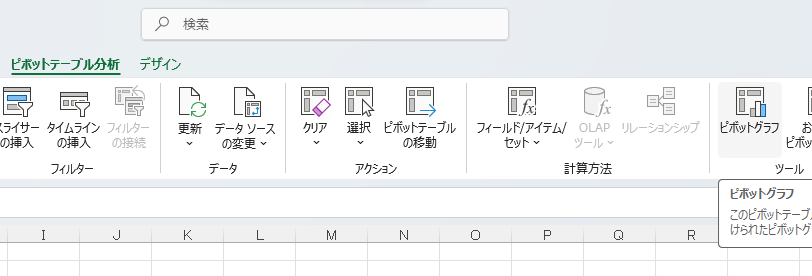 検索
ピボットテーブル分析 デザイン
スライサー
の挿入
タイムライン
の挿入
フィルター
の接続
更新
データ ソース
の変更
クリア
選択
ピボットテーブル
の移動
フィールド/アイテム/
セット
OLAP
ツール
リレーションシップ
ピボットグラフ
お
ピボ
フィルター
データ
アクション
計算方法
ツール
ピボットグラフ
このピボットテーブル
けられたピボットグ
I J K L M N O P Q R